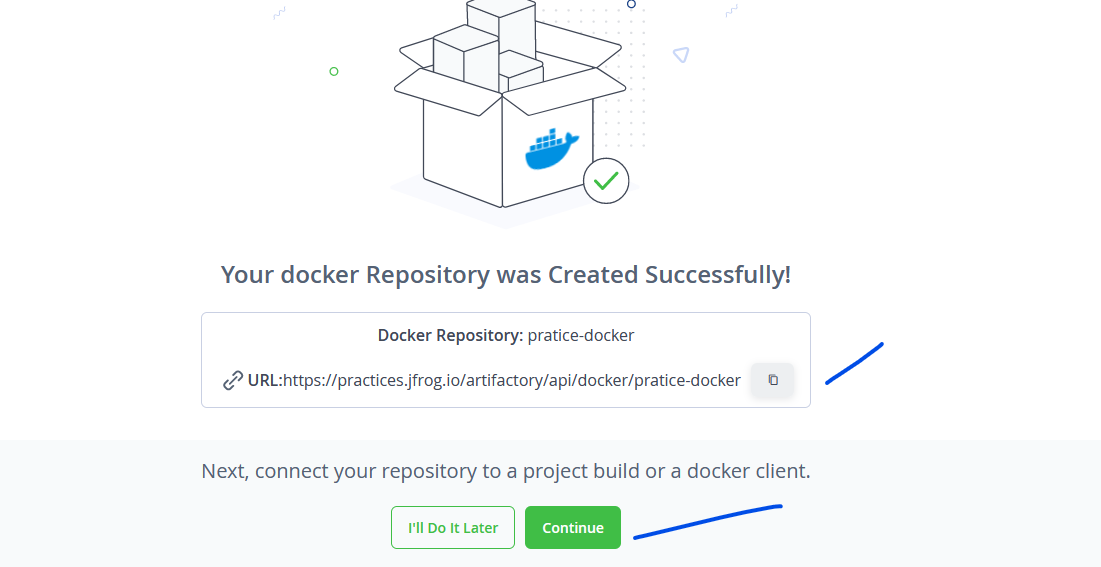 Your docker Repository was Created Successfully!
Docker Repository: pratice-docker
URL:https://practices.jfrog.io/artifactory/api/docker/pratice-docker
Next, connect your repository to a project build or a docker client.
I'll Do It Later Continue